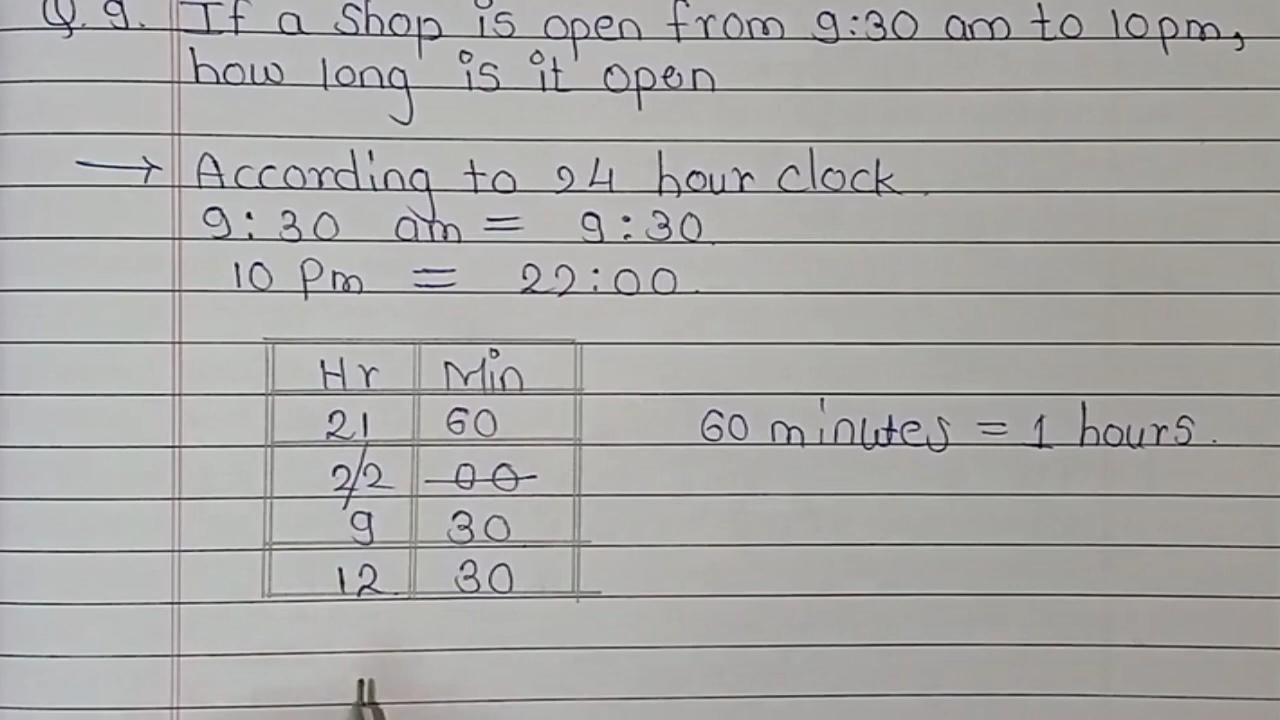 Q. 9. If a shop is open from 9:30 am to 10pm,
how long is it open
→ According to 24 hour clock.
9:30 am = 9:30.
10 Pm = 22:00.
Hr Min
21 60
22 00
9 30
12 30
60 minutes = 1 hours.